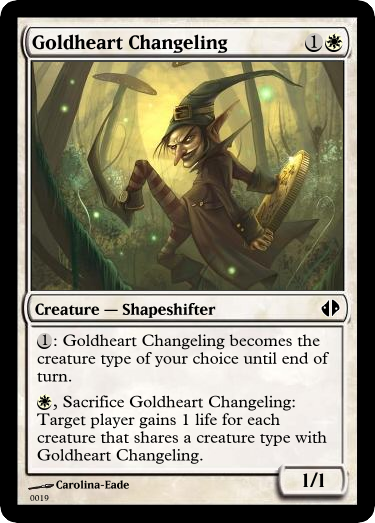 Goldheart Changeling 1
Creature — Shapeshifter
1: Goldheart Changeling becomes the
creature type of your choice until end of
turn.
, Sacrifice Goldheart Changeling:
Target player gains 1 life for each
creature that shares a creature type with
Goldheart Changeling.
1/1
Carolina-Eade
0019